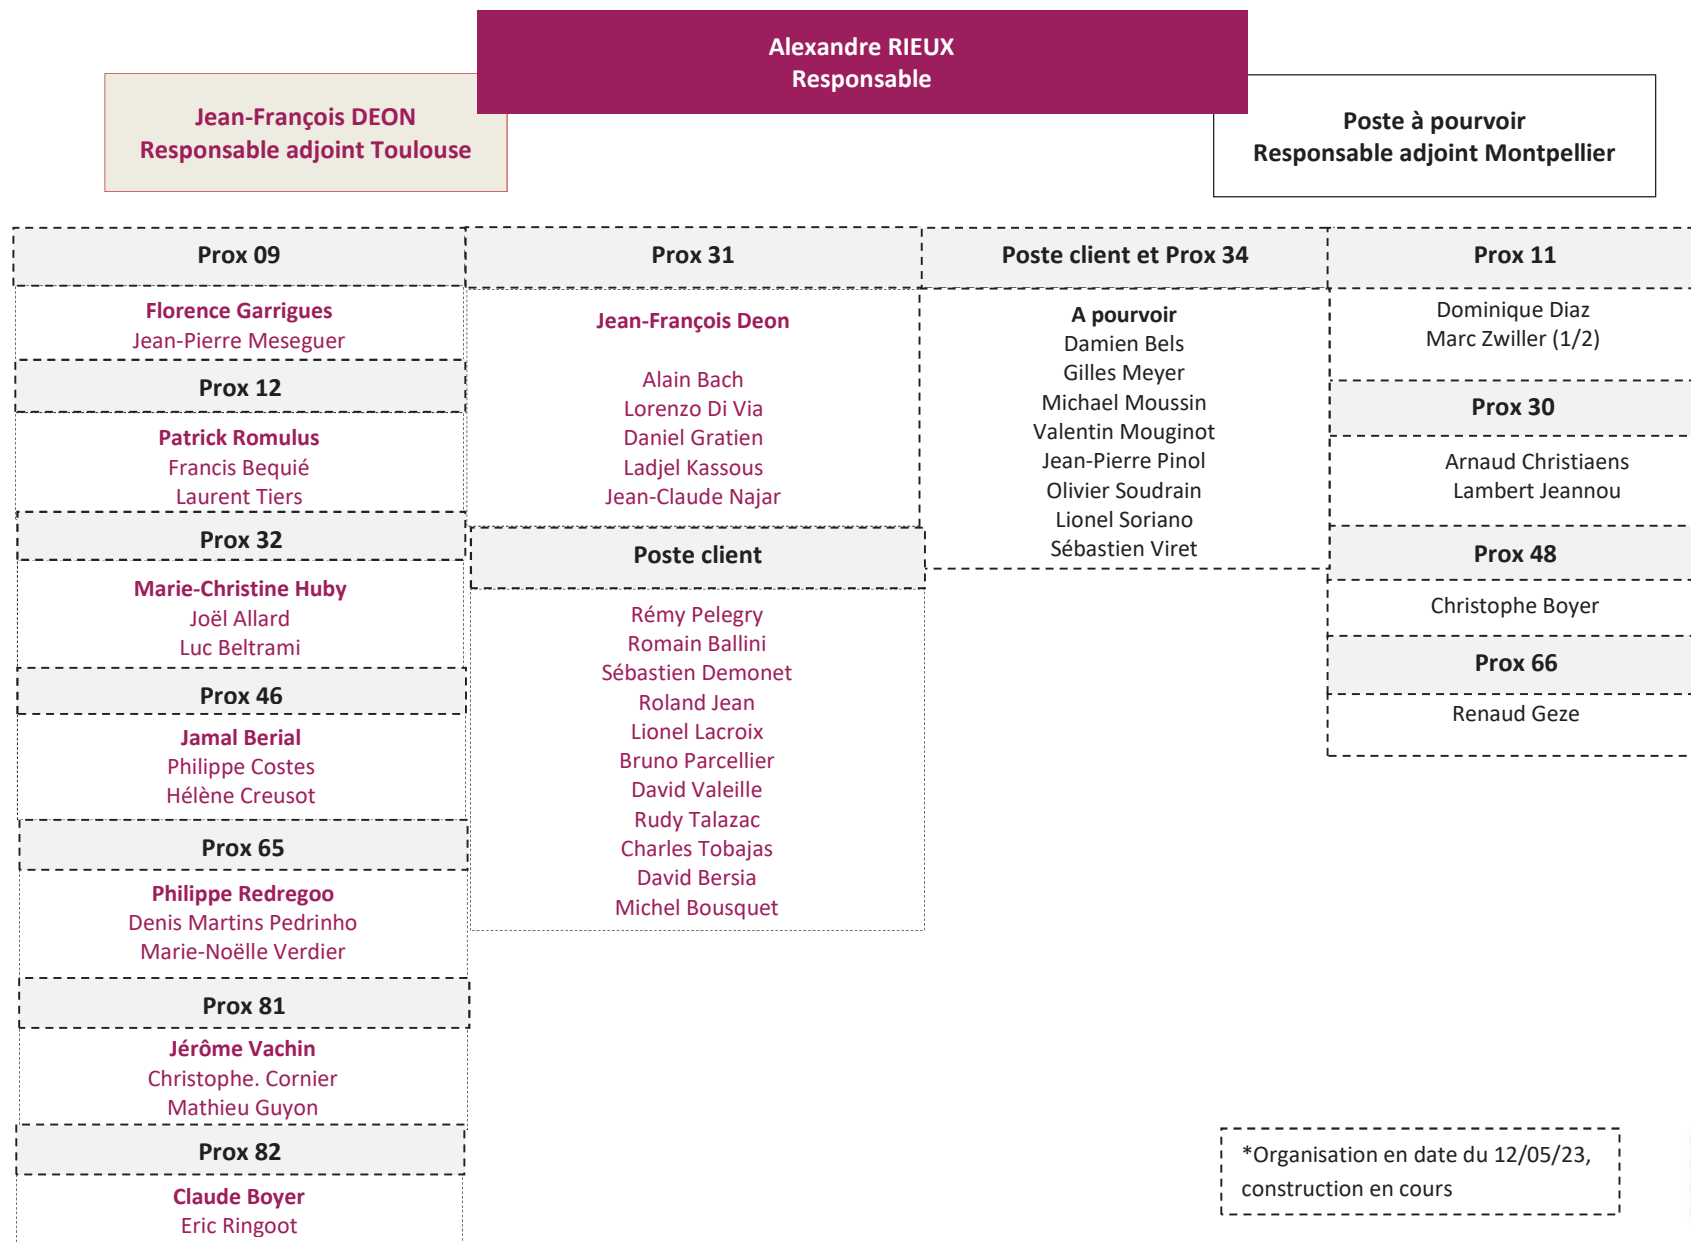 Alexandre RIEUX
Responsable
Jean-François DEON
Responsable adjoint Toulouse
Poste à pourvoir
Responsable adjoint Montpellier
Prox 09
Florence Garrigues
Jean-Pierre Meseguer
Prox 12
Patrick Romulus
Francis Bequié
Laurent Tiers
Prox 32
Marie-Christine Huby
Joël Allard
Luc Beltrami
Prox 46
Jamal Berial
Philippe Costes
Hélène Creusot
Prox 65
Philippe Redregoo
Denis Martins Pedrinho
Marie-Noëlle Verdier
Prox 81
Jérôme Vachin
Christophe. Cornier
Mathieu Guyon
Prox 82
Claude Boyer
Eric Ringoot
Prox 31
Jean-François Deon
Alain Bach
Lorenzo Di Via
Daniel Gratien
Ladjel Kassous
Jean-Claude Najar
Poste client
Rémy Pelegry
Romain Ballini
Sébastien Demonet
Roland Jean
Lionel Lacroix
Bruno Parcellier
David Valeille
Rudy Talazac
Charles Tobajas
David Bersia
Michel Bousquet
Poste client et Prox 34
A pourvoir
Damien Bels
Gilles Meyer
Michael Moussin
Valentin Mouginot
Jean-Pierre Pinol
Olivier Soudrain
Lionel Soriano
Sébastien Viret
Prox 11
Dominique Diaz
Marc Zwiller (1/2)
Prox 30
Arnaud Christiaens
Lambert Jeannou
Prox 48
Christophe Boyer
Prox 66
Renaud Geze
*Organisation en date du 12/05/23,
construction en cours